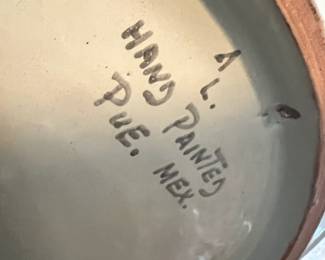 A. L. P
HAND PAINTED
PUE. MEX.